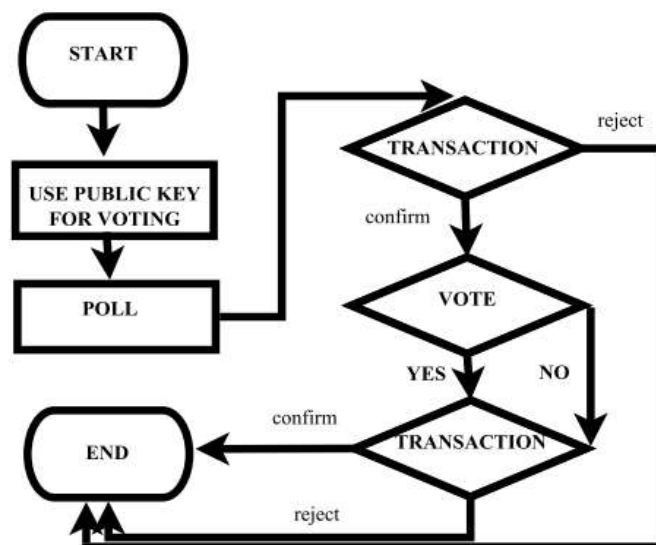 START
USE PUBLIC KEY
FOR VOTING
POLL
TRANSACTION
reject
confirm
VOTE
YES
NO
TRANSACTION
confirm
END
reject